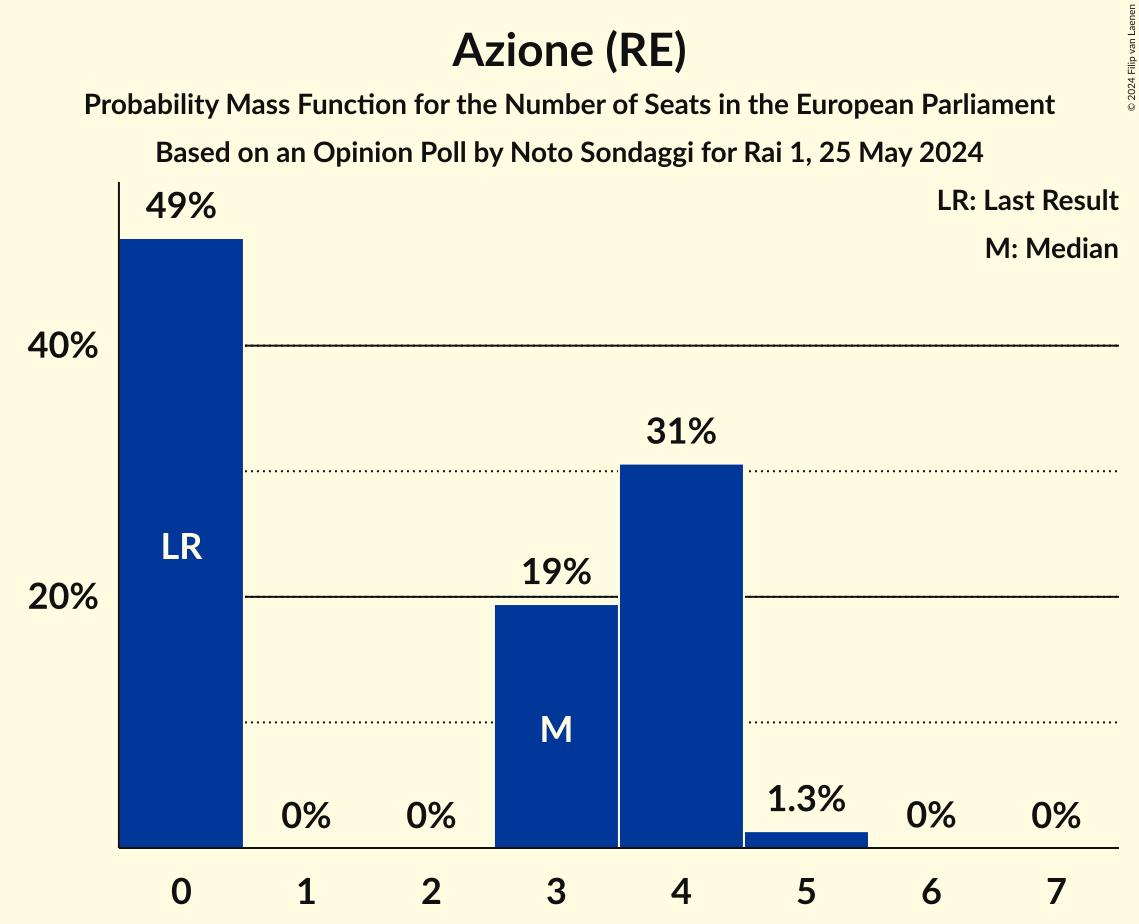 Azione (RE)
Probability Mass Function for the Number of Seats in the European Parliament
Based on an Opinion Poll by Noto Sondaggi for Rai 1, 25 May 2024
© 2024 Filip van Laenen
LR: Last Result
M: Median
49%
40%
31%
LR
19%
20%
M
1.3%
0%
0%
0%
0%
0
1
2
3
4
5
6
7